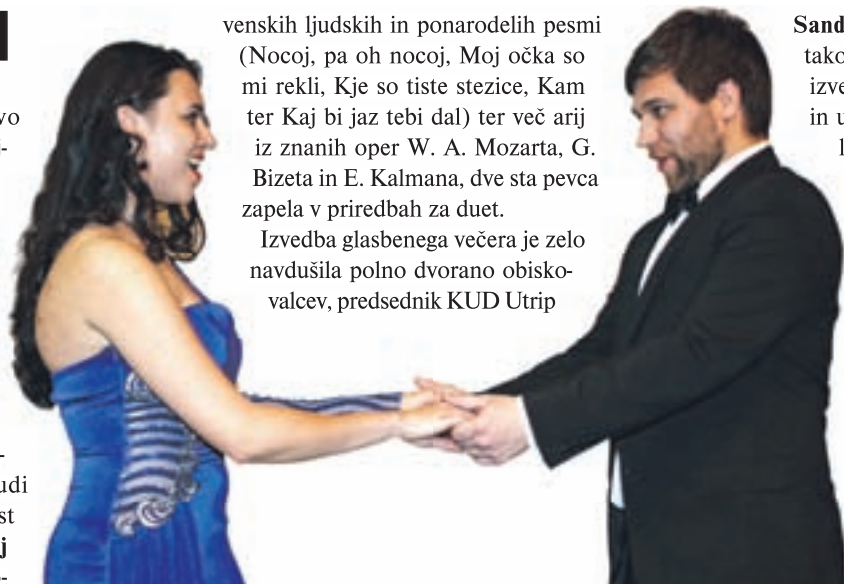 venskih ljudskih in ponarodelih pesmi
(Nocoj, pa oh nocoj, Moj očka so
mi rekli, Kje so tiste stezice, Kam
ter Kaj bi jaz tebi dal) ter več arij
iz znanih oper W. A. Mozarta, G.
Bizeta in E. Kalmana, dve sta pevca
zapela v priredbah za duet.
Izvedba glasbenega večera je zelo
navdušila polno dvorano obisko-
valcev, predsednik KUD Utrip
Sand
tako
izve
in u
vo
udi
st
j